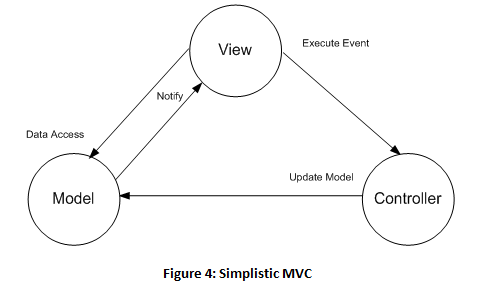 View
Execute Event
Notify
Data Access
Update Model
Model
Controller
Figure 4: Simplistic MVC